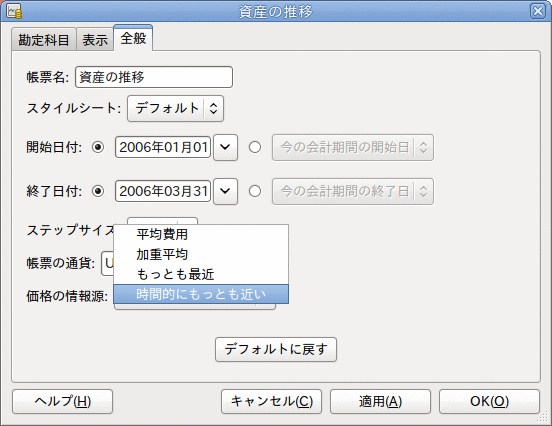 資産の推移
勘定科目 表示 全般
帳票名: 資産の推移
スタイルシート: デフォルト
開始日付: 2006年01月01 今の会計期間の開始日
終了日付: 2006年03月31 今の会計期間の終了日
ステップサイズ
平均費用
加重平均
帳票の通貨: U
もっとも最近
価格の情報源: 時間的にもっとも近い
デフォルトに戻す
ヘルプ(H) キャンセル(C) 適用(A) OK(O)